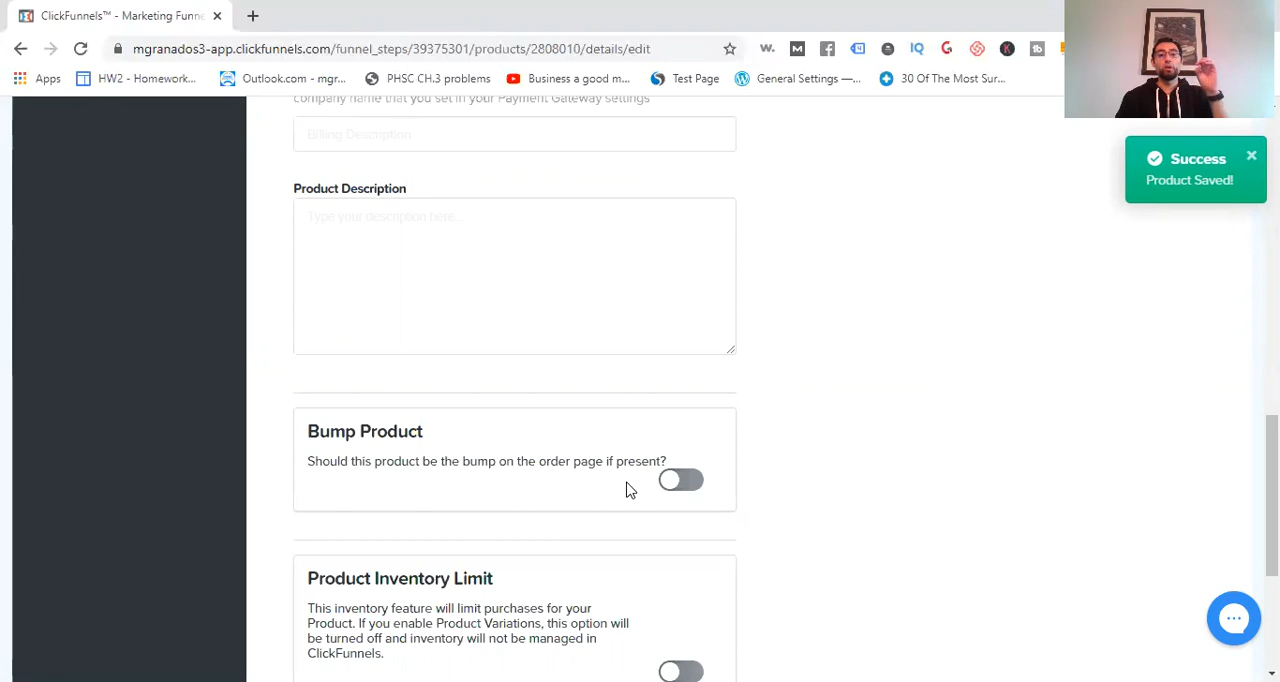 ClickFunnels™ - Marketing Funne
mgranados3-app.clickfunnels.com/funnel_steps/39375301/products/2808010/details/edit
Apps
HW2 - Homework...
Outlook.com - mgr...
PHSC CH.3 problems
Business a good m...
Test Page
General Settings —...
30 Of The Most Sur...
company name that you set in your Payment Gateway settings
Billing Description
Success
Product Saved!
Product Description
Type your description here...
Bump Product
Should this product be the bump on the order page if present?
Product Inventory Limit
This inventory feature will limit purchases for your
Product. If you enable Product Variations, this option will
be turned off and inventory will not be managed in
ClickFunnels.